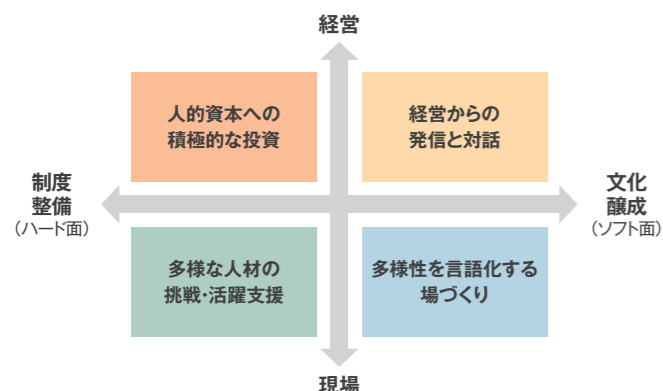 経営
人的資本への
積極的な投資
経営からの
発信と対話
制度
整備
（ハード面）
文化
醸成
（ソフト面）
多様な人材の
挑戦・活躍支援
多様性を言語化する
場づくり
現場